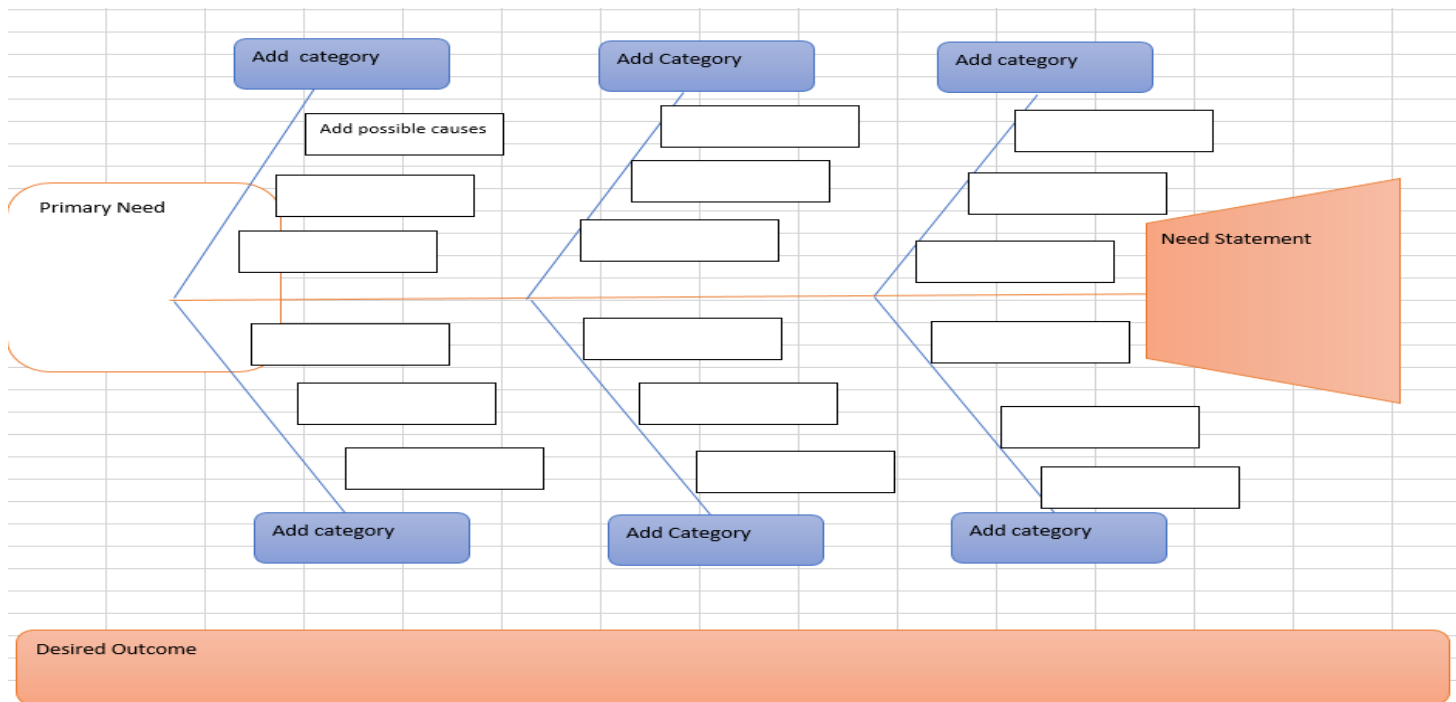 Add  category
Add Category
Add category
Add possible causes
Primary Need
Need Statement
Add category
Add Category
Add category
Desired Outcome